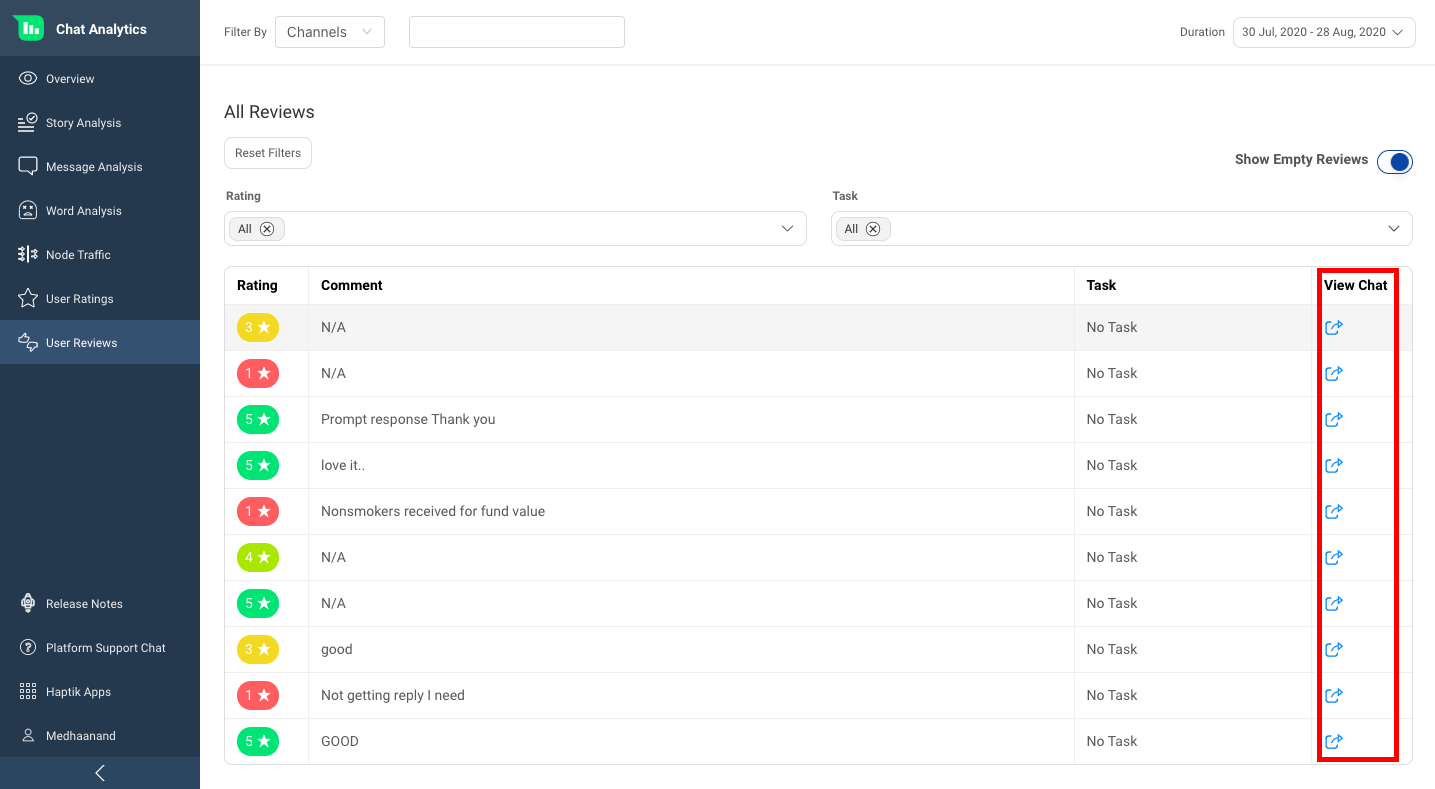 Chat Analytics
Overview
Story Analysis
Message Analysis
Word Analysis
Node Traffic
User Ratings
User Reviews
Release Notes
Platform Support Chat
Haptik Apps
Medhaanand
Filter By Channels Duration 30 Jul, 2020 - 28 Aug, 2020
All Reviews
Reset Filters
Show Empty Reviews
Rating Task
All All
Rating Comment Task View Chat
3 N/A No Task
1 N/A No Task
5 Prompt response Thank you No Task
5 love it.. No Task
1 Nonsmokers received for fund value No Task
4 N/A No Task
5 N/A No Task
3 good No Task
1 Not getting reply I need No Task
5 GOOD No Task